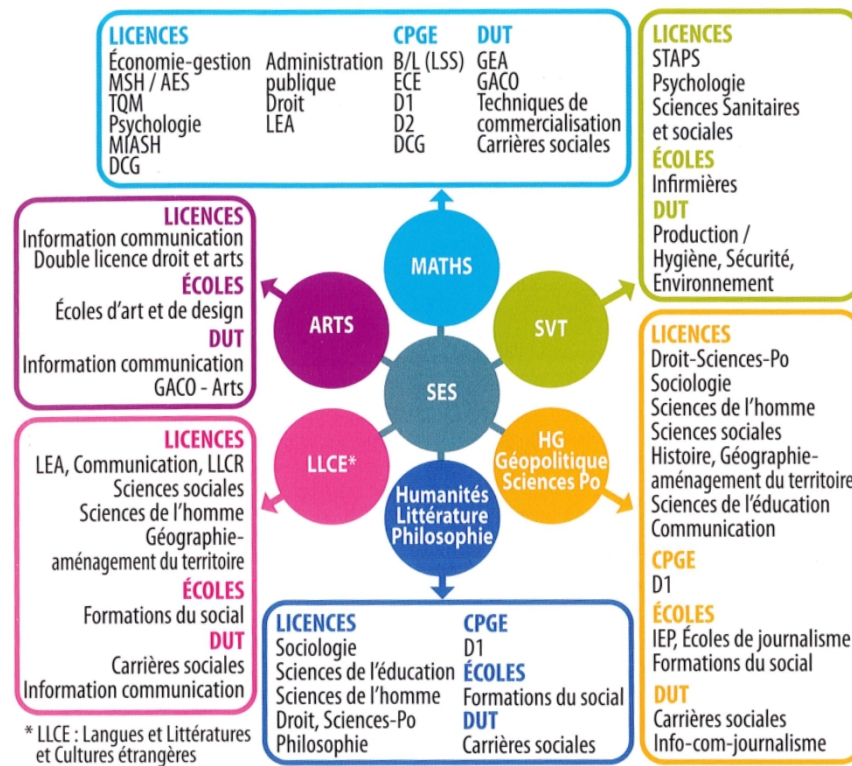 LICENCES
Économie-gestion
MSH / AES
TQM
Psychologie
MIASH
DCG
Administration
publique
Droit
LEA
CPGE
B/L (LSS)
ECE
D1
D2
DCG
DUT
GEA
GACO
Techniques de
commercialisation
Carrières sociales
LICENCES
STAPS
Psychologie
Sciences Sanitaires
et sociales
ÉCOLES
Infirmières
DUT
Production /
Hygiène, Sécurité,
Environnement
LICENCES
Information communication
Double licence droit et arts
ÉCOLES
Écoles d'art et de design
DUT
Information communication
GACO - Arts
MATHS
ARTS
SVT
SES
LLCE*
HG
Géopolitique
Sciences Po
Humanités
Littérature
Philosophie
LICENCES
LEA, Communication, LLCR
Sciences sociales
Sciences de l'homme
Géographie-
aménagement du territoire
ÉCOLES
Formations du social
DUT
Carrières sociales
Information communication
LICENCES
Droit-Sciences-Po
Sociologie
Sciences de l'homme
Sciences sociales
Histoire, Géographie-
aménagement du territoire
Sciences de l'éducation
Communication
CPGE
D1
ÉCOLES
IEP, Écoles de journalisme
Formations du social
DUT
Carrières sociales
Info-com-journalisme
LICENCES
Sociologie
Sciences de l'éducation
Sciences de l'homme
Droit, Sciences-Po
Philosophie
CPGE
D1
ÉCOLES
Formations du social
DUT
Carrières sociales
* LLCE : Langues et Littératures
et Cultures étrangères